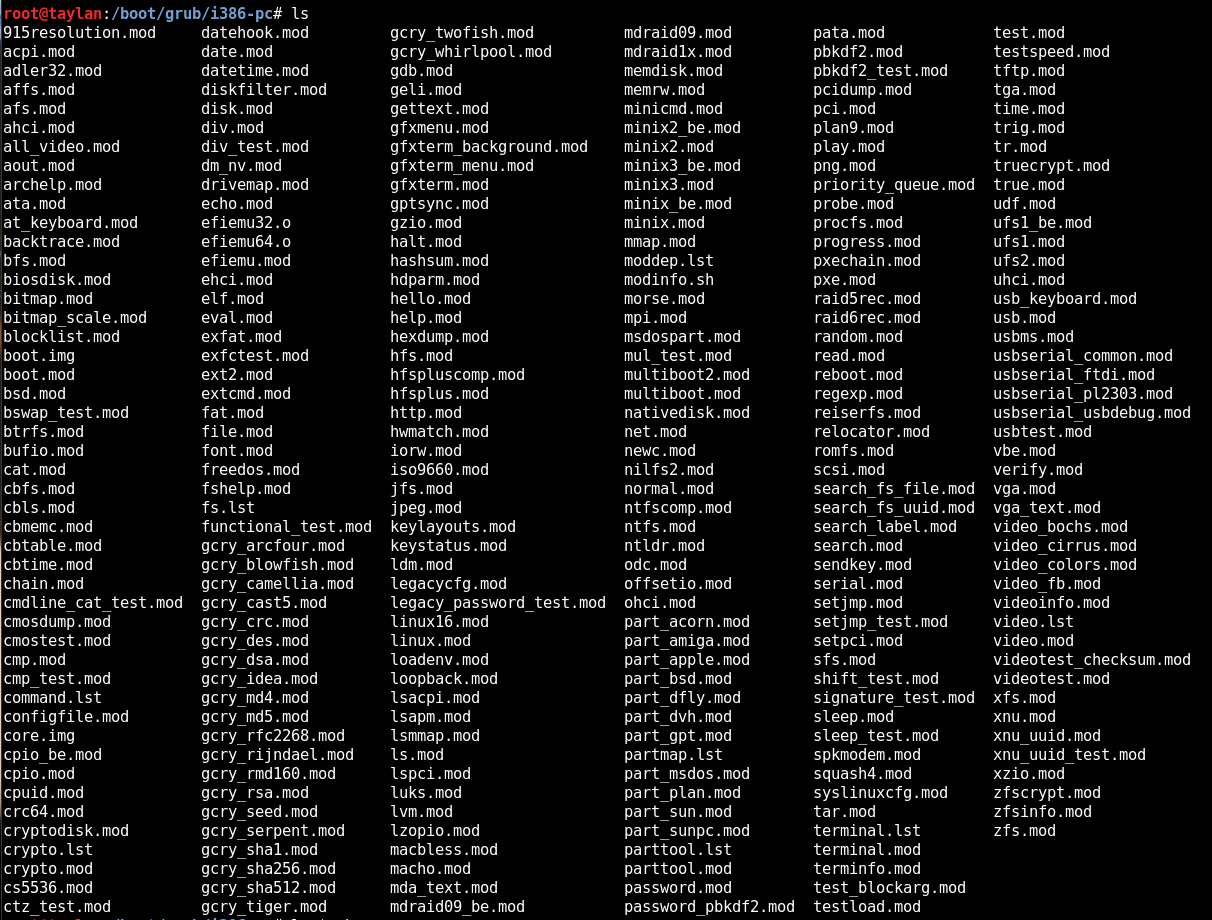 root@taylan:/boot/grub/i386-pc# ls
915resolution.mod datehook.mod gcry_twofish.mod mdraid09.mod pata.mod test.mod
acpi.mod date.mod gcry_whirlpool.mod mdraid1x.mod pbkdf2.mod testspeed.mod
adler32.mod datetime.mod gdb.mod memdisk.mod pbkdf2_test.mod tftp.mod
affs.mod diskfilter.mod geli.mod memrw.mod pcidump.mod tga.mod
afs.mod disk.mod gettext.mod minicmd.mod pci.mod time.mod
ahci.mod div.mod gfxmenu.mod minix2_be.mod plan9.mod trig.mod
all_video.mod div_test.mod gfxterm_background.mod minix2.mod play.mod tr.mod
aout.mod dm_nv.mod gfxterm_menu.mod minix3_be.mod png.mod truecrypt.mod
archelp.mod drivemap.mod gfxterm.mod minix3.mod priority_queue.mod true.mod
ata.mod echo.mod gptsync.mod minix_be.mod probe.mod udf.mod
at_keyboard.mod efiemu32.o gzio.mod minix.mod procfs.mod ufs1_be.mod
backtrace.mod efiemu64.o halt.mod mmap.mod progress.mod ufs1.mod
bfs.mod efiemu.mod hashsum.mod moddep.lst pxechain.mod ufs2.mod
biosdisk.mod ehci.mod hdparm.mod modinfo.sh pxe.mod uhci.mod
bitmap.mod elf.mod hello.mod morse.mod raid5rec.mod usb_keyboard.mod
bitmap_scale.mod eval.mod help.mod mpi.mod raid6rec.mod usb.mod
blocklist.mod exfat.mod hexdump.mod msdospart.mod random.mod usbms.mod
boot.img exfctest.mod hfs.mod mul_test.mod read.mod usbserial_common.mod
boot.mod ext2.mod hfspluscomp.mod multiboot2.mod reboot.mod usbserial_ftdi.mod
bsd.mod extcmd.mod hfsplus.mod multiboot.mod regexp.mod usbserial_pl2303.mod
bswap_test.mod fat.mod http.mod nativedisk.mod reiserfs.mod usbserial_usbdebug.mod
btrfs.mod file.mod hwmatch.mod net.mod relocator.mod usbtest.mod
bufio.mod font.mod iorw.mod newc.mod romfs.mod vbe.mod
cat.mod freedos.mod iso9660.mod nilfs2.mod scsi.mod verify.mod
cbfs.mod fshelp.mod jfs.mod normal.mod search_fs_file.mod vga.mod
cbls.mod fs.lst jpeg.mod ntfscomp.mod search_fs_uuid.mod vga_text.mod
cbmemc.mod functional_test.mod keylayouts.mod ntfs.mod search_label.mod video_bochs.mod
cbtable.mod gcry_arcfour.mod keystatus.mod ntldr.mod search.mod video_cirrus.mod
cbtime.mod gcry_blowfish.mod ldm.mod odc.mod sendkey.mod video_colors.mod
chain.mod gcry_camellia.mod legacycfg.mod offsetio.mod serial.mod video_fb.mod
cmdline_cat_test.mod gcry_cast5.mod legacy_password_test.mod ohci.mod setjmp.mod videoinfo.mod
cmosdump.mod gcry_crc.mod linux16.mod part_acorn.mod setjmp_test.mod video.lst
cmostest.mod gcry_des.mod linux.mod part_amiga.mod setpci.mod video.mod
cmp.mod gcry_dsa.mod loadenv.mod part_apple.mod sfs.mod videotest_checksum.mod
cmp_test.mod gcry_idea.mod loopback.mod part_bsd.mod shift_test.mod videotest.mod
command.lst gcry_md4.mod lsacpi.mod part_dfly.mod signature_test.mod xfs.mod
configfile.mod gcry_md5.mod lsapm.mod part_dvh.mod sleep.mod xnu.mod
core.img gcry_rfc2268.mod lsmmap.mod part_gpt.mod sleep_test.mod xnu_uuid.mod
cpio_be.mod gcry_rijndael.mod ls.mod partmap.lst spkmodem.mod xnu_uuid_test.mod
cpio.mod gcry_rmd160.mod lspci.mod part_msdos.mod squash4.mod xzio.mod
cpuid.mod gcry_rsa.mod luks.mod part_plan.mod syslinuxcfg.mod zfscrypt.mod
crc64.mod gcry_seed.mod lvm.mod part_sun.mod tar.mod zfsinfo.mod
cryptodisk.mod gcry_serpent.mod lzopio.mod part_sunpc.mod terminal.lst zfs.mod
crypto.lst gcry_sha1.mod macbless.mod parttool.lst terminal.mod
crypto.mod gcry_sha256.mod macho.mod parttool.mod terminfo.mod
cs5536.mod gcry_sha512.mod mda_text.mod password.mod test_blockarg.mod
ctz_test.mod gcry_tiger.mod mdraid09_be.mod password_pbkdf2.mod testload.mod